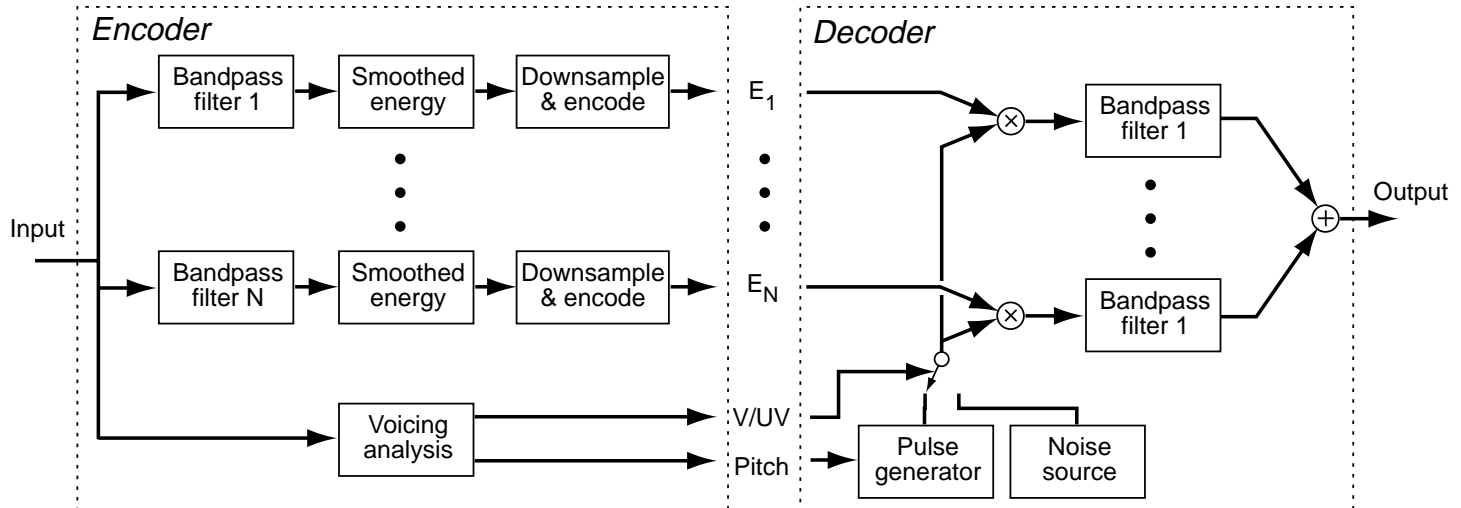 Encoder
Bandpass
filter 1
Smoothed
energy
Downsample
& encode
E1
Input
Bandpass
filter N
Smoothed
energy
Downsample
& encode
EN
Voicing
analysis
V/UV
Pitch
Decoder
Bandpass
filter 1
Bandpass
filter 1
Output
Pulse
generator
Noise
source